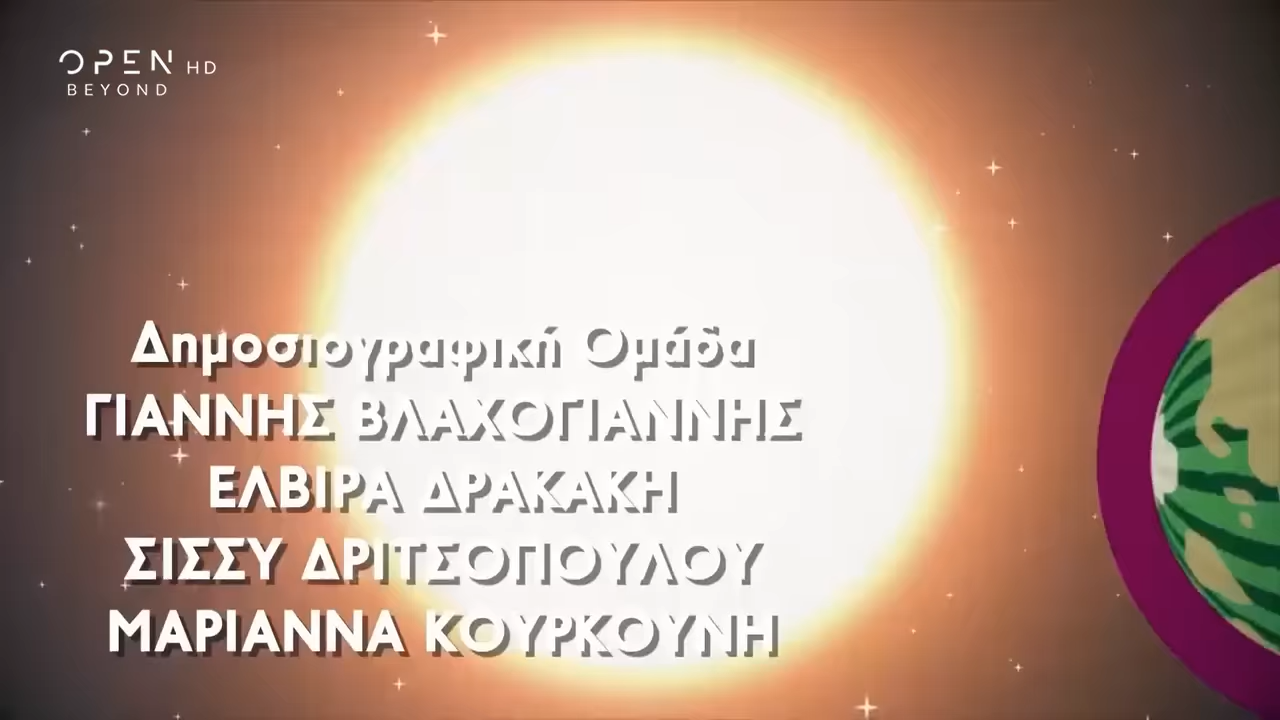 OPEN HD
BEYOND
Δημοσιογραφική Ομάδα
ΓΙΑΝΝΗΣ ΒΛΑΧΟΓΙΑΝΝΗΣ
ΕΛΒΙΡΑ ΔΡΑΚΑΚΗ
ΣΙΣΣΥ ΔΡΙΤΣΟΠΟΥΛΟΥ
ΜΑΡΙΑΝΝΑ ΚΟΥΡΚΟΥΝΗ